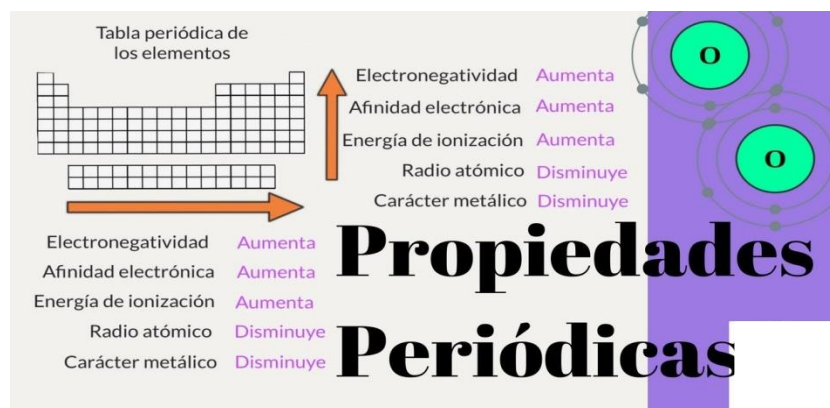 Tabla periódica de
los elementos
Electronegatividad Aumenta
Afinidad electrónica Aumenta
Energía de ionización Aumenta
Radio atómico Disminuye
Carácter metálico Disminuye
O
O
Electronegatividad Aumenta
Afinidad electrónica Aumenta
Energía de ionización Aumenta
Radio atómico Disminuye
Carácter metálico Disminuye
Propiedades
Periódicas